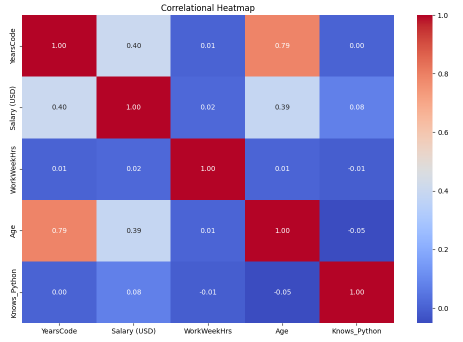 Correlational Heatmap
YearsCode 1.00 0.40 0.01 0.79 0.00
Salary (USD) 0.40 1.00 0.02 0.39 0.08
WorkWeekHrs 0.01 0.02 1.00 0.01 -0.01
Age 0.79 0.39 0.01 1.00 -0.05
Knows_Python 0.00 0.08 -0.01 -0.05 1.00
YearsCode Salary (USD) WorkWeekHrs Age Knows_Python
1.0
0.8
0.6
0.4
0.2
0.0